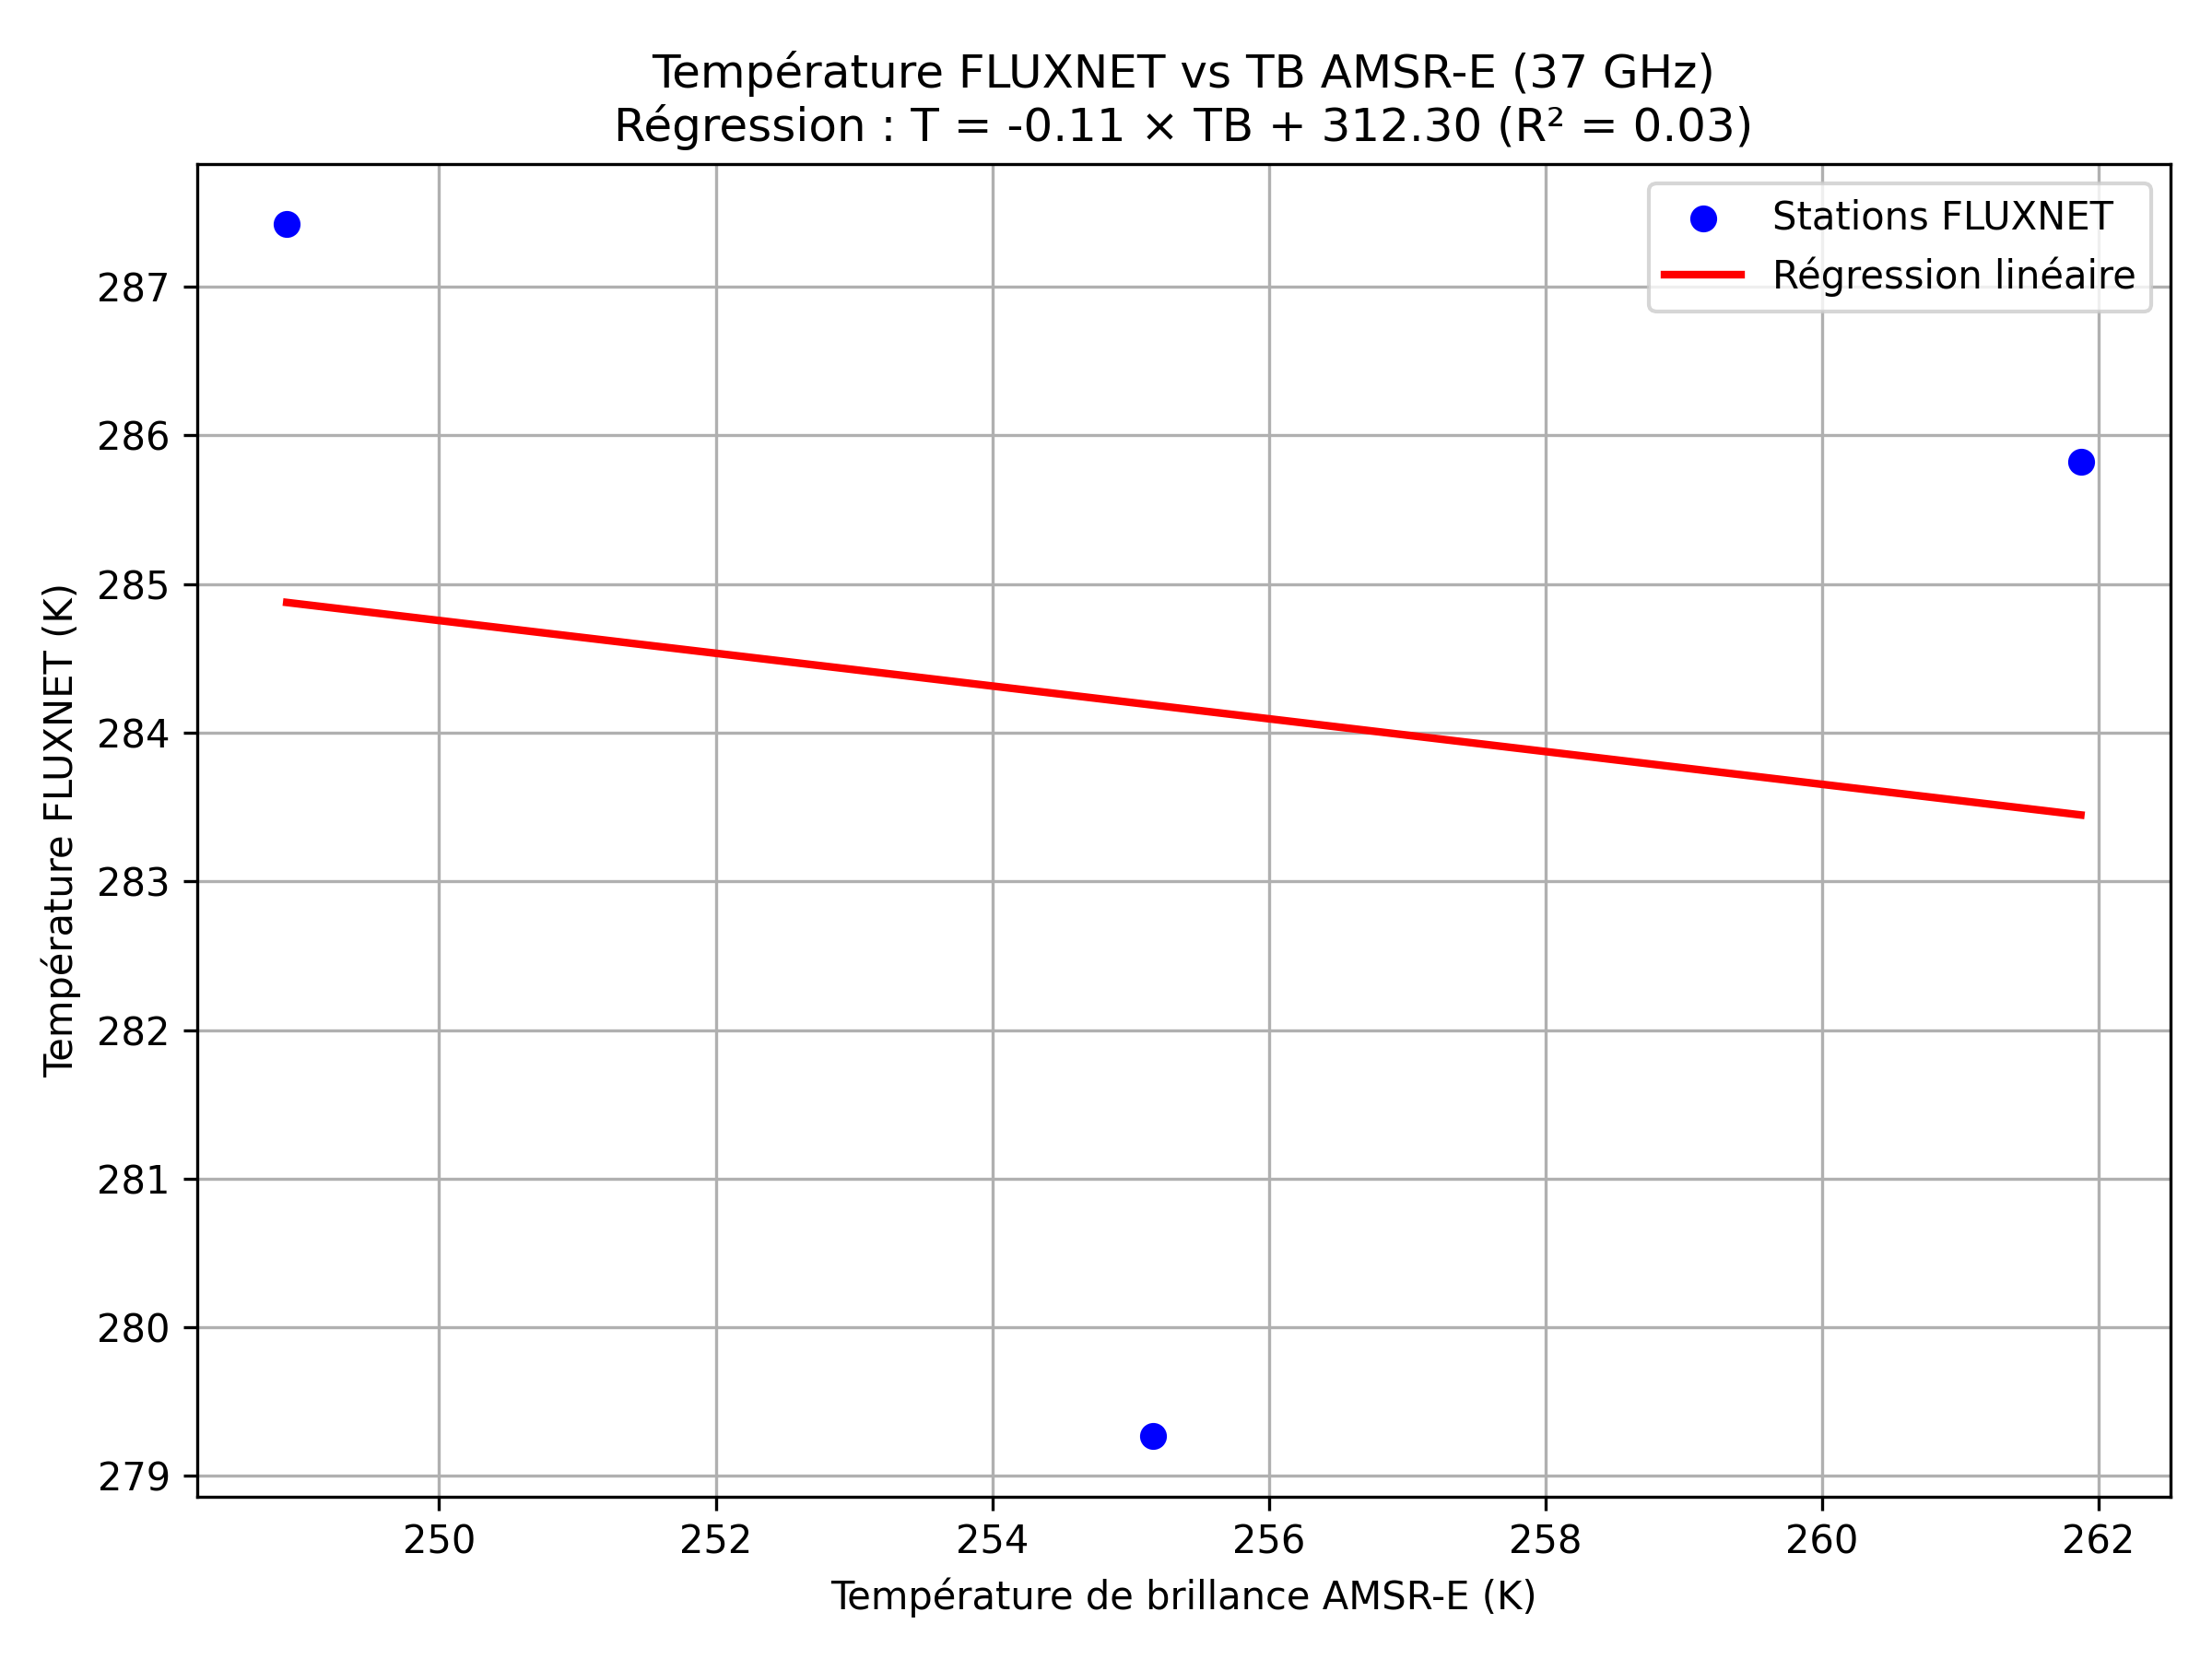 Température FLUXNET vs TB AMSR-E (37 GHz)
Régression : T = -0.11 × TB + 312.30 (R² = 0.03)
Stations FLUXNET
Régression linéaire
287
286
285
284
283
282
281
280
279
Température FLUXNET (K)
250 252 254 256 258 260 262
Température de brillance AMSR-E (K)